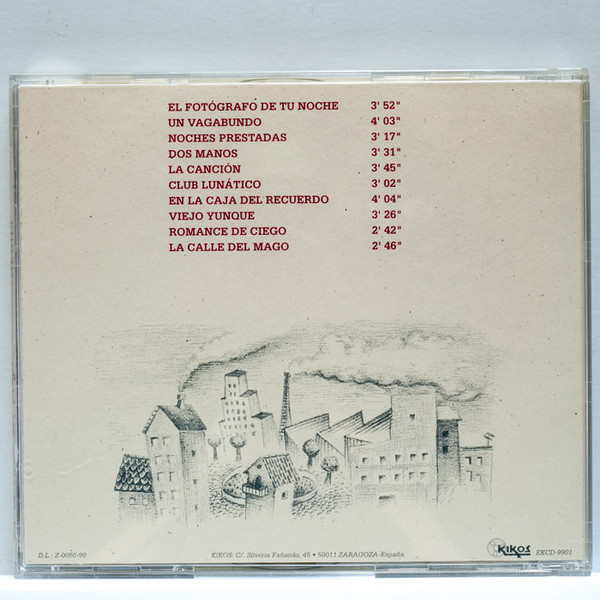 EL FOTÓGRAFO DE TU NOCHE 3' 52"
UN VAGABUNDO 4' 03"
NOCHES PRESTADAS 3' 17"
DOS MANOS 3' 31"
LA CANCIÓN 3' 45"
CLUB LUNÁTICO 3' 02"
EN LA CAJA DEL RECUERDO 4' 04"
VIEJO YUNQUE 3' 26"
ROMANCE DE CIEGO 2' 42"
LA CALLE DEL MAGO 2' 46"
D.L.: Z-0050-99 KIKOS: C/. Silveria Fañanás, 45 • 50011 ZARAGOZA-España KIKOS EKCD-9901